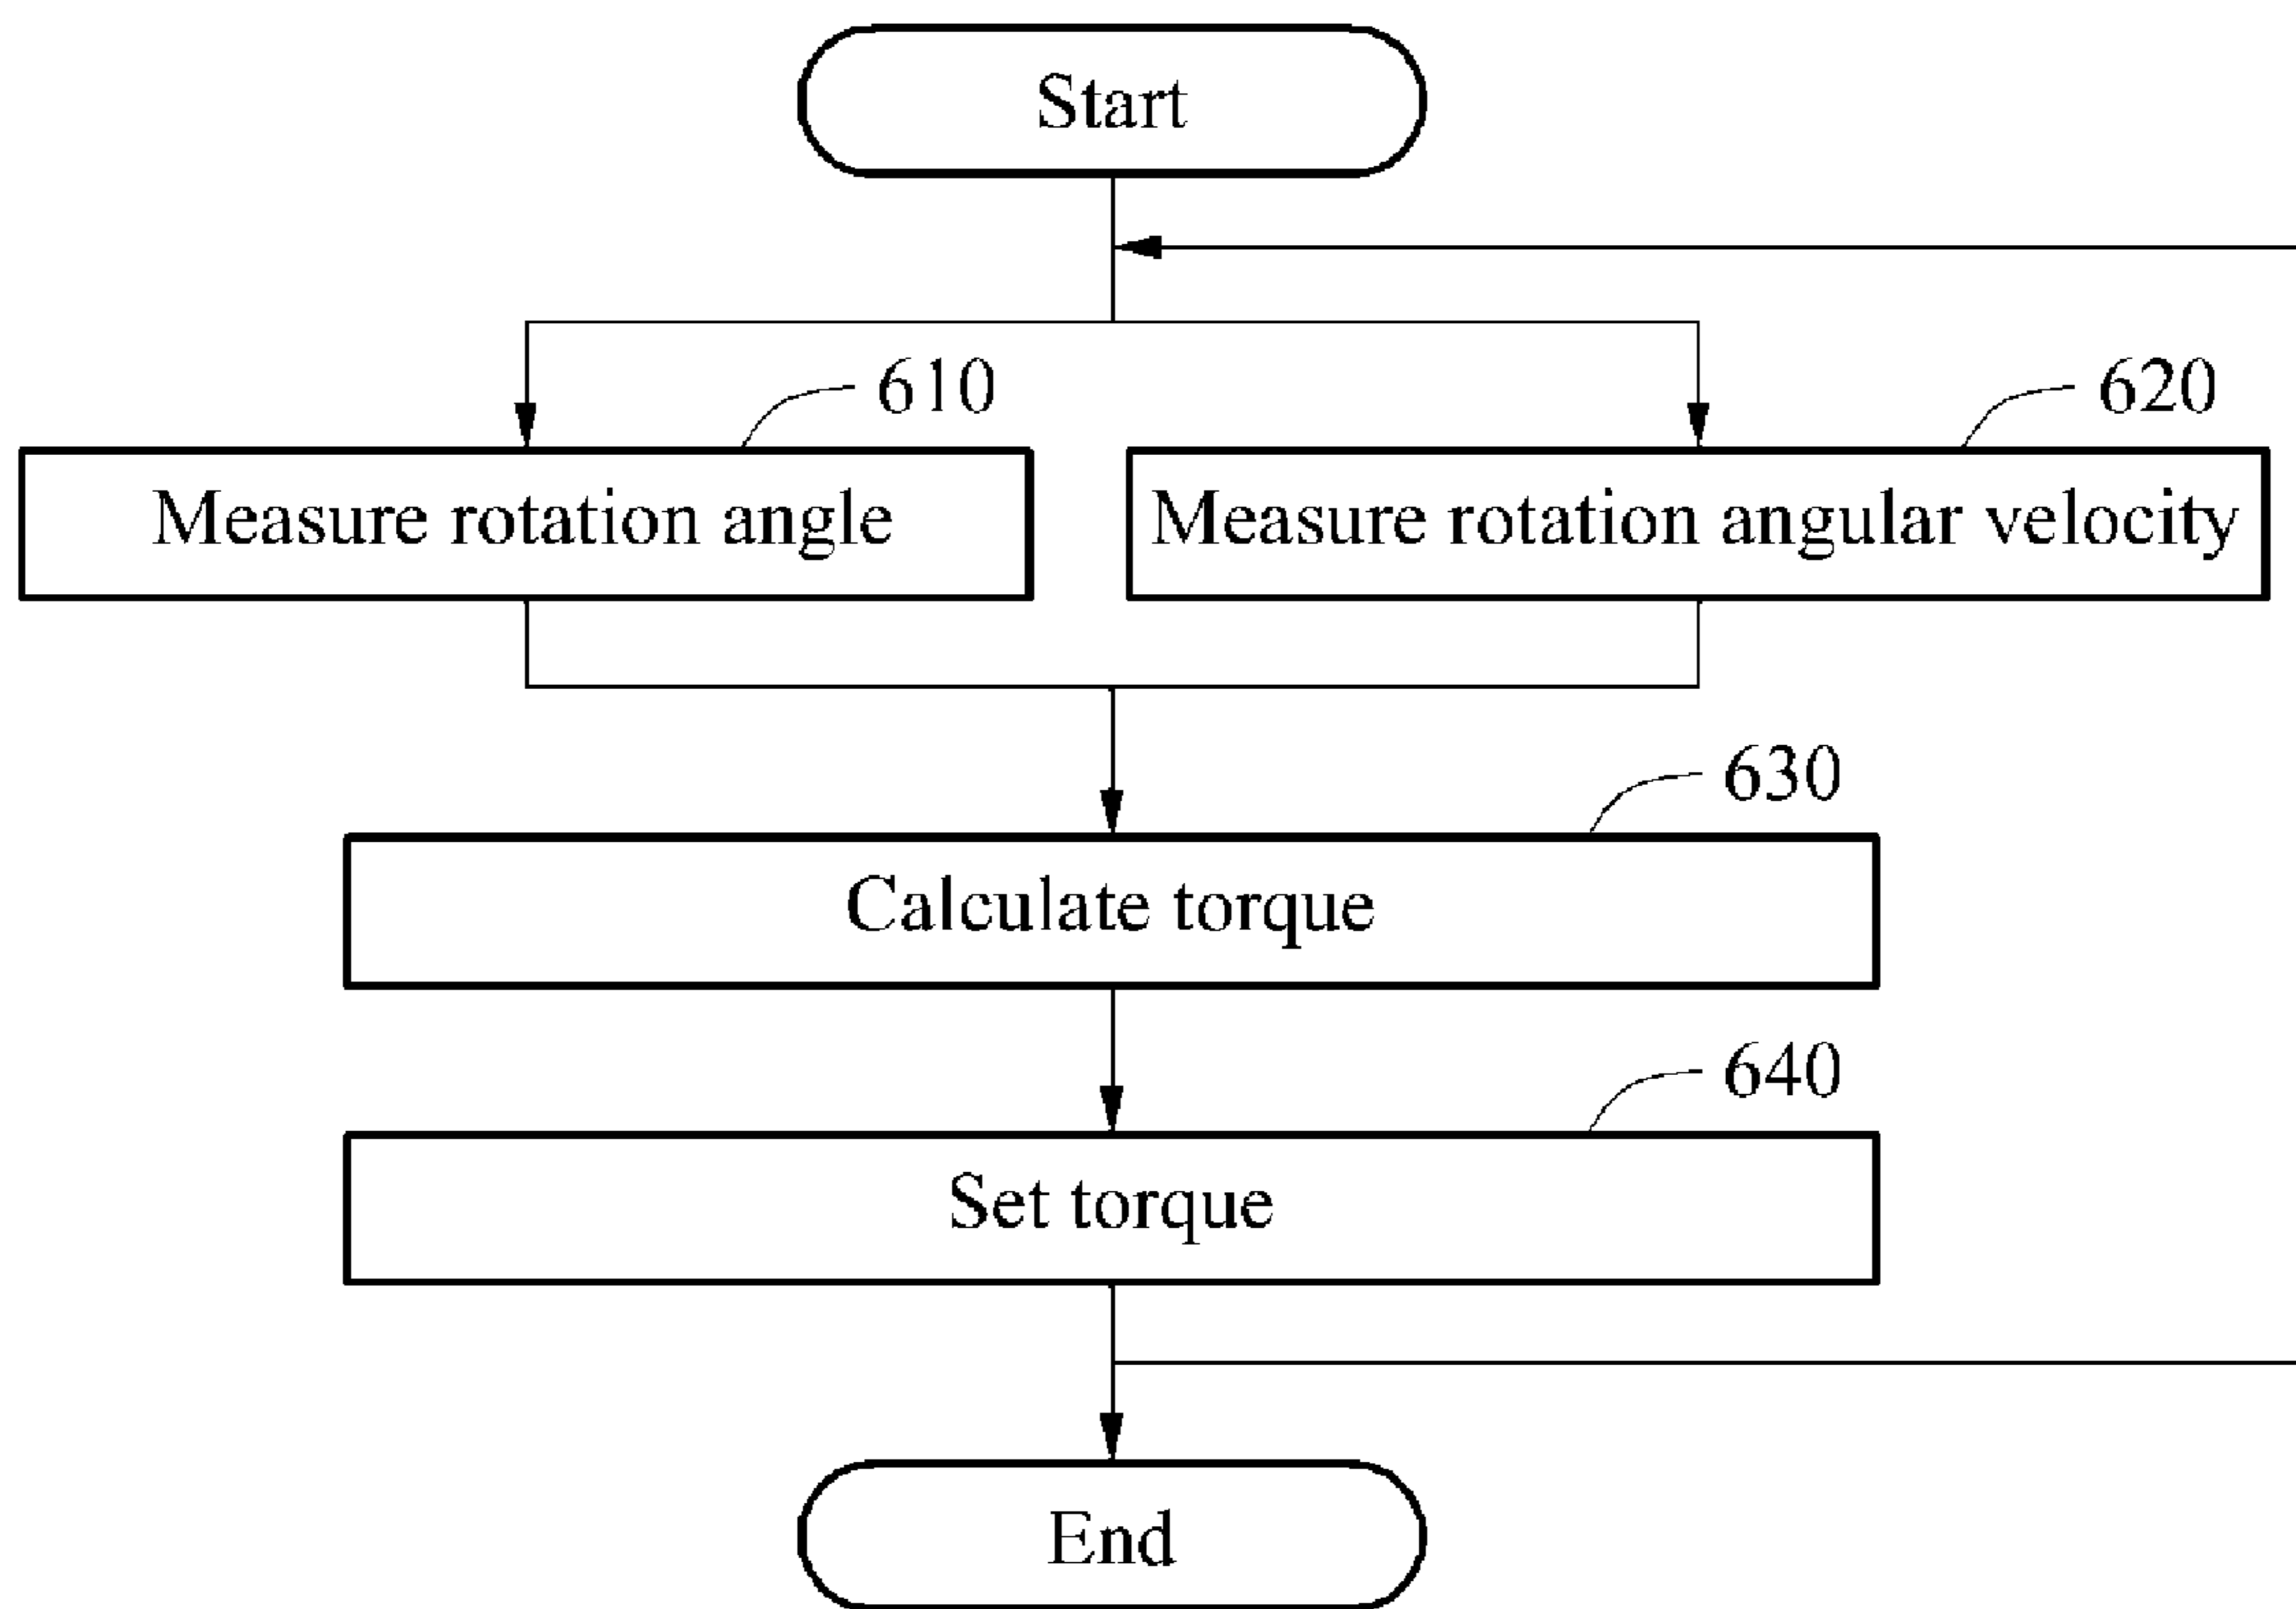 Start
610
620
Measure rotation angle
Measure rotation angular velocity
630
Calculate torque
640
Set torque
End